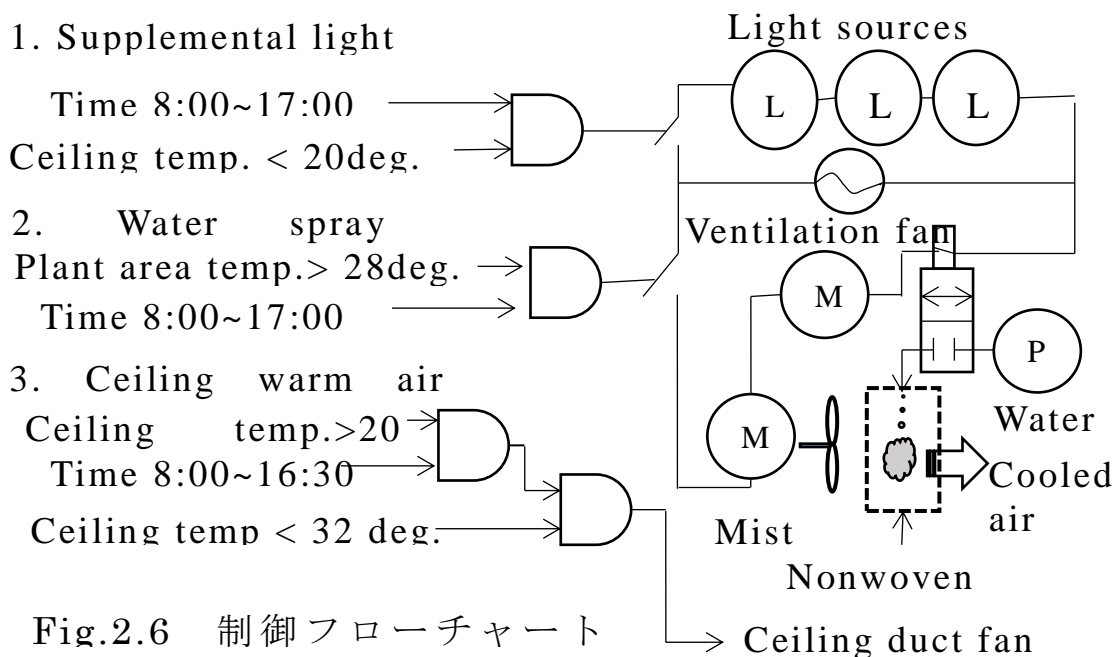 1. Supplemental light
Time 8:00~17:00
Ceiling temp. < 20deg.
2. Water spray
Plant area temp.> 28deg.
Time 8:00~17:00
3. Ceiling warm air
Ceiling temp.>20
Time 8:00~16:30
Ceiling temp < 32 deg.
Light sources
L L L
Ventilation fan
M
P
M
Water
Cooled
air
Mist
Nonwoven
Ceiling duct fan
Fig.2.6 制御フローチャート